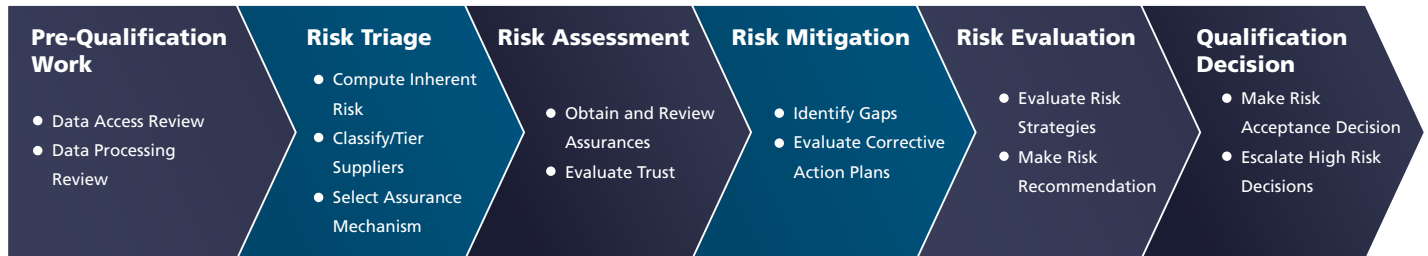 Pre-Qualification
Work
Data Access Review
Data Processing
Review
Risk Triage
Compute Inherent
Risk
Classify/Tier
Suppliers
Select Assurance
Mechanism
Risk Assessment
Obtain and Review
Assurances
Evaluate Trust
Risk Mitigation
Identify Gaps
Evaluate Corrective
Action Plans
Risk Evaluation
Evaluate Risk
Strategies
Make Risk
Recommendation
Qualification
Decision
Make Risk
Acceptance Decision
Escalate High Risk
Decisions